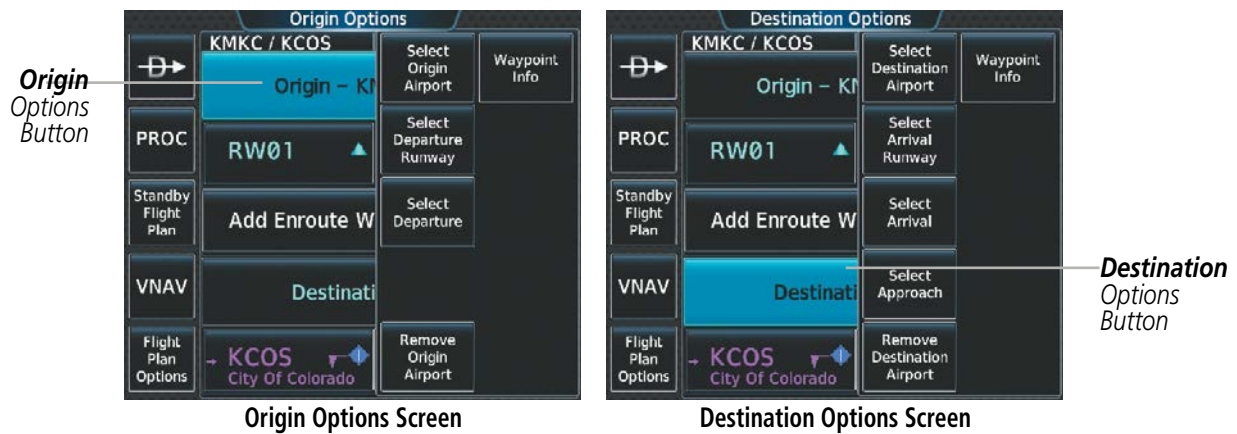 Origin Options
KMKC / KCOS
Origin – KM
RW01
Add Enroute W
Destinati
→ KCOS
City Of Colorado
D
PROC
Standby
Flight
Plan
VNAV
Flight
Plan
Options
Select
Origin
Airport
Select
Departure
Runway
Select
Departure
Remove
Origin
Airport
Waypoint
Info
Origin
Options
Button
Origin Options Screen
Destination Options
KMKC / KCOS
Origin – KM
RW01
Add Enroute W
Destinati
→ KCOS
City Of Colorado
D
PROC
Standby
Flight
Plan
VNAV
Flight
Plan
Options
Select
Destination
Airport
Select
Arrival
Runway
Select
Arrival
Select
Approach
Remove
Destination
Airport
Waypoint
Info
Destination
Options
Button
Destination Options Screen